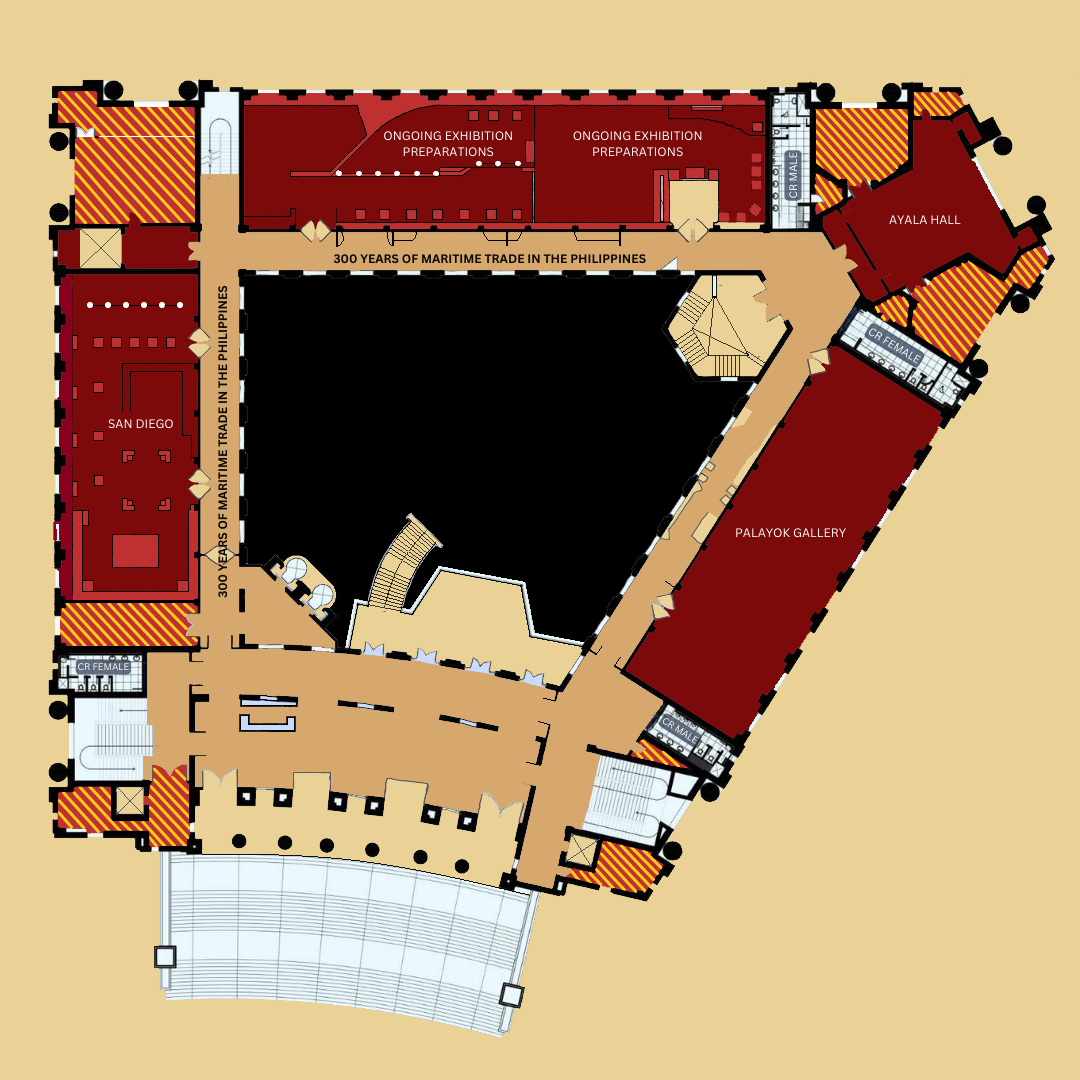 ONGOING EXHIBITION
PREPARATIONS
ONGOING EXHIBITION
PREPARATIONS
CR MALE
AYALA HALL
300 YEARS OF MARITIME TRADE IN THE PHILIPPINES
300 YEARS OF MARITIME TRADE IN THE PHILIPPINES
CR FEMALE
SAN DIEGO
PALAYOK GALLERY
CR FEMALE
CR MALE